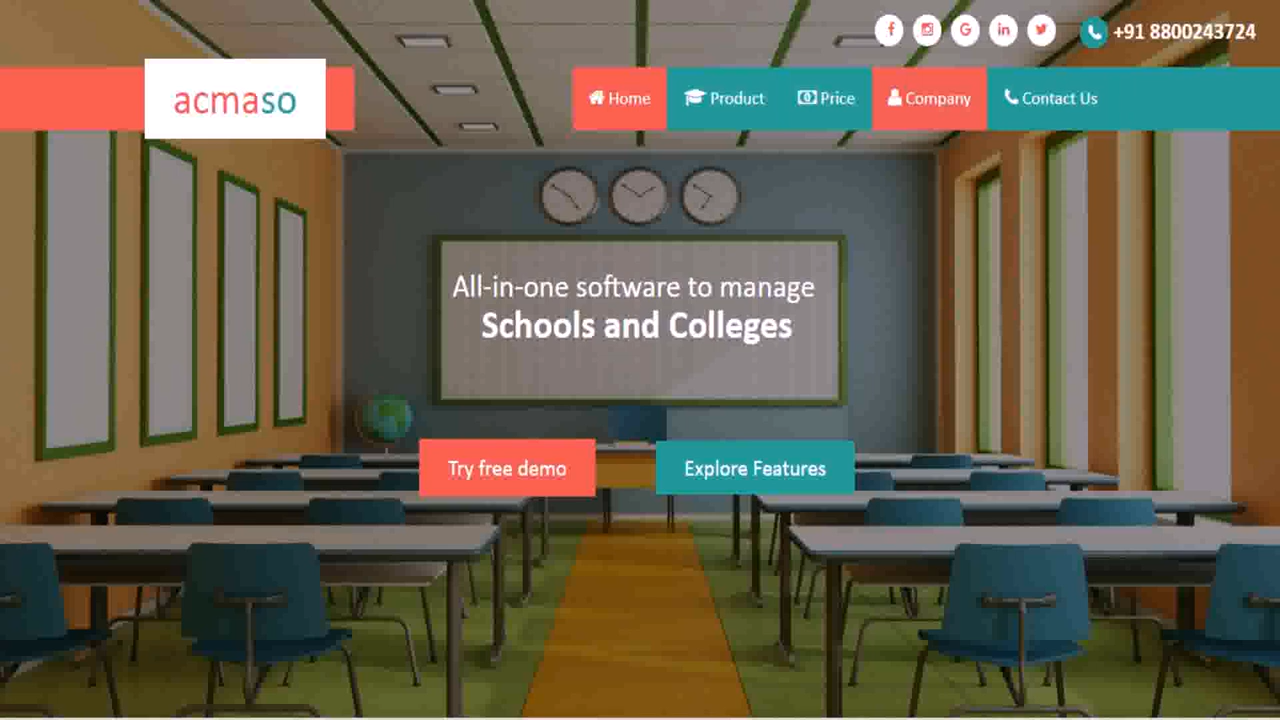 +91 8800243724
acmaso
Home Product Price Company Contact Us
All-in-one software to manage
Schools and Colleges
Try free demo Explore Features